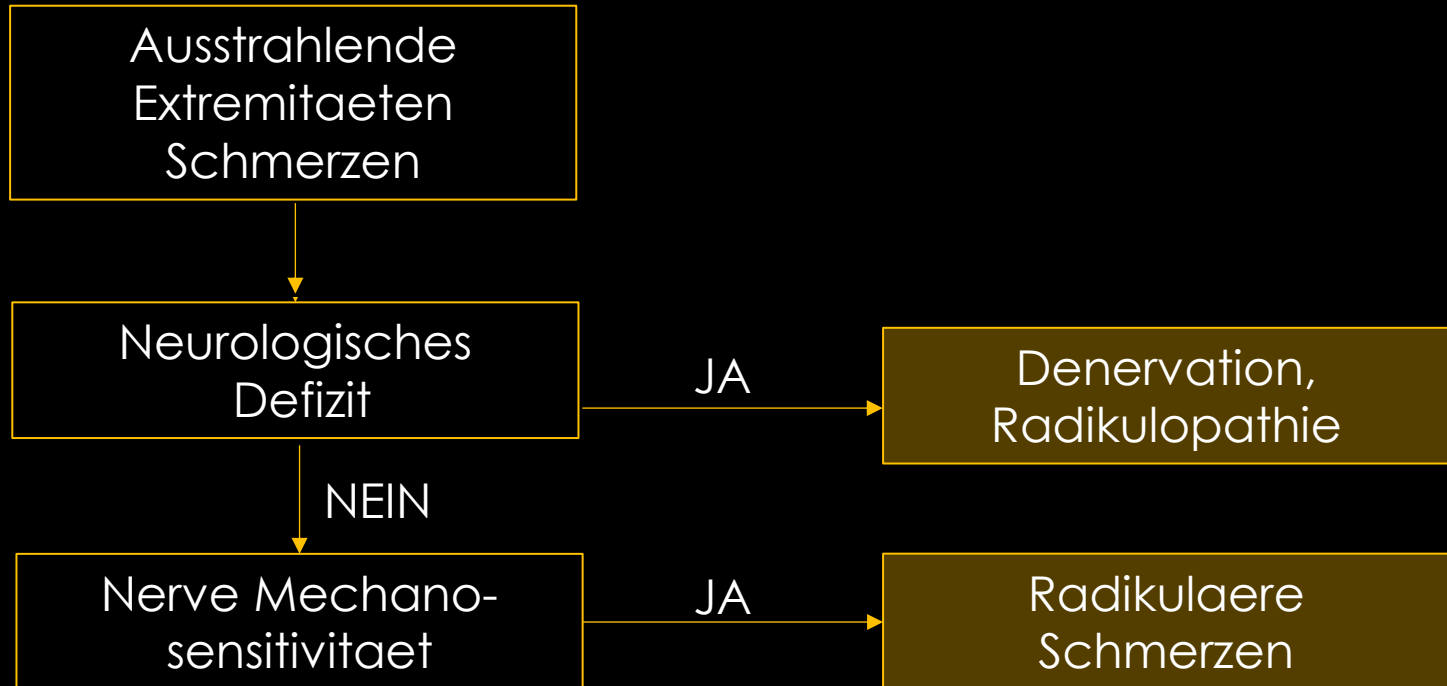 Ausstrahlende
Extremitaeten
Schmerzen
Neurologisches
Defizit
JA
Denervation,
Radikulopathie
NEIN
Nerve Mechano-
sensitivitaet
JA
Radikulaere
Schmerzen